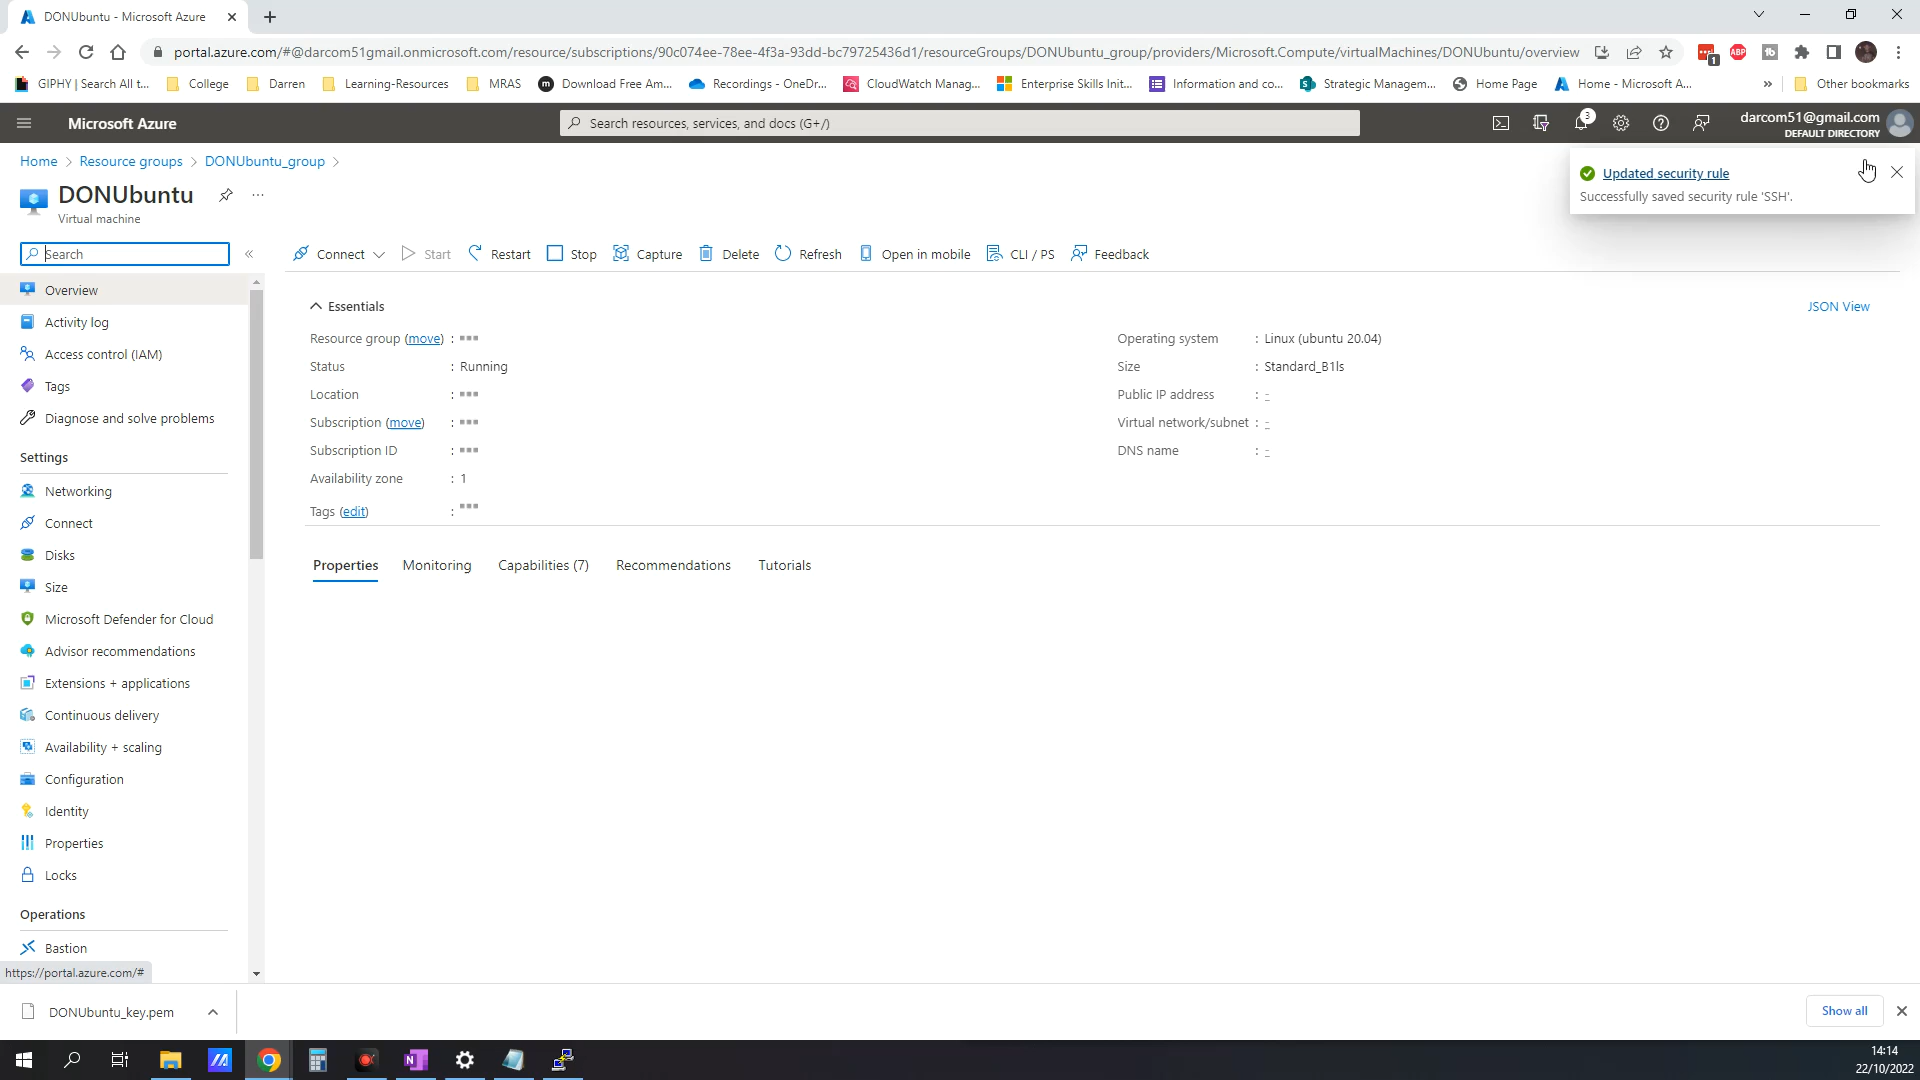 DONUbuntu - Microsoft Azure
portal.azure.com/#@darcom51gmail.onmicrosoft.com/resource/subscriptions/90c074ee-78ee-4f3a-93dd-bc79725436d1/resourceGroups/DONUbuntu_group/providers/Microsoft.Compute/virtualMachines/DONUbuntu/overview
1
ABP
GIPHY | Search All t...
College
Darren
Learning-Resources
MRAS
Download Free Am...
Recordings - OneDr...
CloudWatch Manag...
Enterprise Skills Init...
Information and co...
Strategic Managem...
Home Page
Home - Microsoft A...
»
Other bookmarks
Microsoft Azure
Search resources, services, and docs (G+/)
3
darcom51@gmail.com
DEFAULT DIRECTORY
Home > Resource groups > DONUbuntu_group >
DONUbuntu
Virtual machine
Updated security rule
Successfully saved security rule 'SSH'.
Search
«
Connect
Start
Restart
Stop
Capture
Delete
Refresh
Open in mobile
CLI / PS
Feedback
Overview
Activity log
Access control (IAM)
Tags
Diagnose and solve problems
Settings
Networking
Connect
Disks
Size
Microsoft Defender for Cloud
Advisor recommendations
Extensions + applications
Continuous delivery
Availability + scaling
Configuration
Identity
Properties
Locks
Operations
Bastion
Essentials
JSON View
Resource group (move) :
Status : Running
Location :
Subscription (move) :
Subscription ID :
Availability zone : 1
Tags (edit) :
Operating system : Linux (ubuntu 20.04)
Size : Standard_B1ls
Public IP address : -
Virtual network/subnet : -
DNS name : -
Properties
Monitoring
Capabilities (7)
Recommendations
Tutorials
https://portal.azure.com/#
DONUbuntu_key.pem
Show all
14:14
22/10/2022